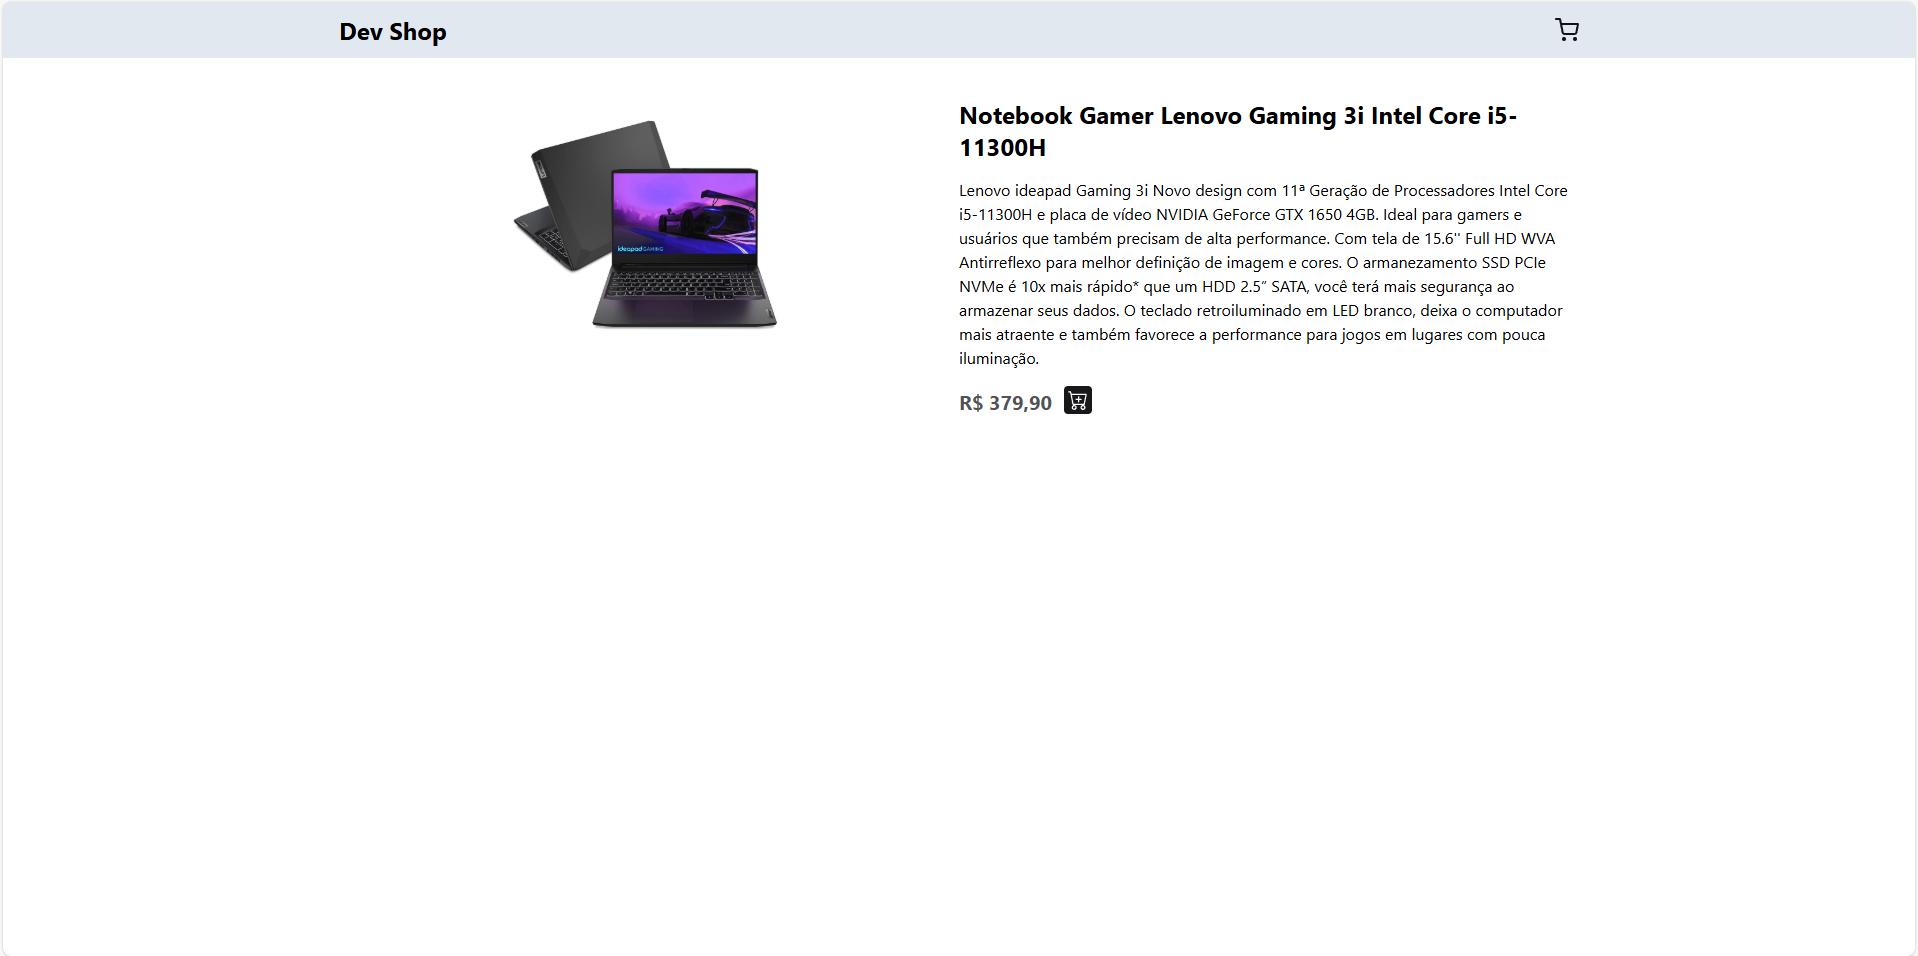 Dev Shop
Notebook Gamer Lenovo Gaming 3i Intel Core i5-
11300H
Lenovo ideapad Gaming 3i Novo design com 11ª Geração de Processadores Intel Core
i5-11300H e placa de vídeo NVIDIA GeForce GTX 1650 4GB. Ideal para gamers e
usuários que também precisam de alta performance. Com tela de 15.6'' Full HD WVA
Antirreflexo para melhor definição de imagem e cores. O armanezamento SSD PCIe
NVMe é 10x mais rápido* que um HDD 2.5” SATA, você terá mais segurança ao
armazenar seus dados. O teclado retroiluminado em LED branco, deixa o computador
mais atraente e também favorece a performance para jogos em lugares com pouca
iluminação.
ideapad GAMING
R$ 379,90